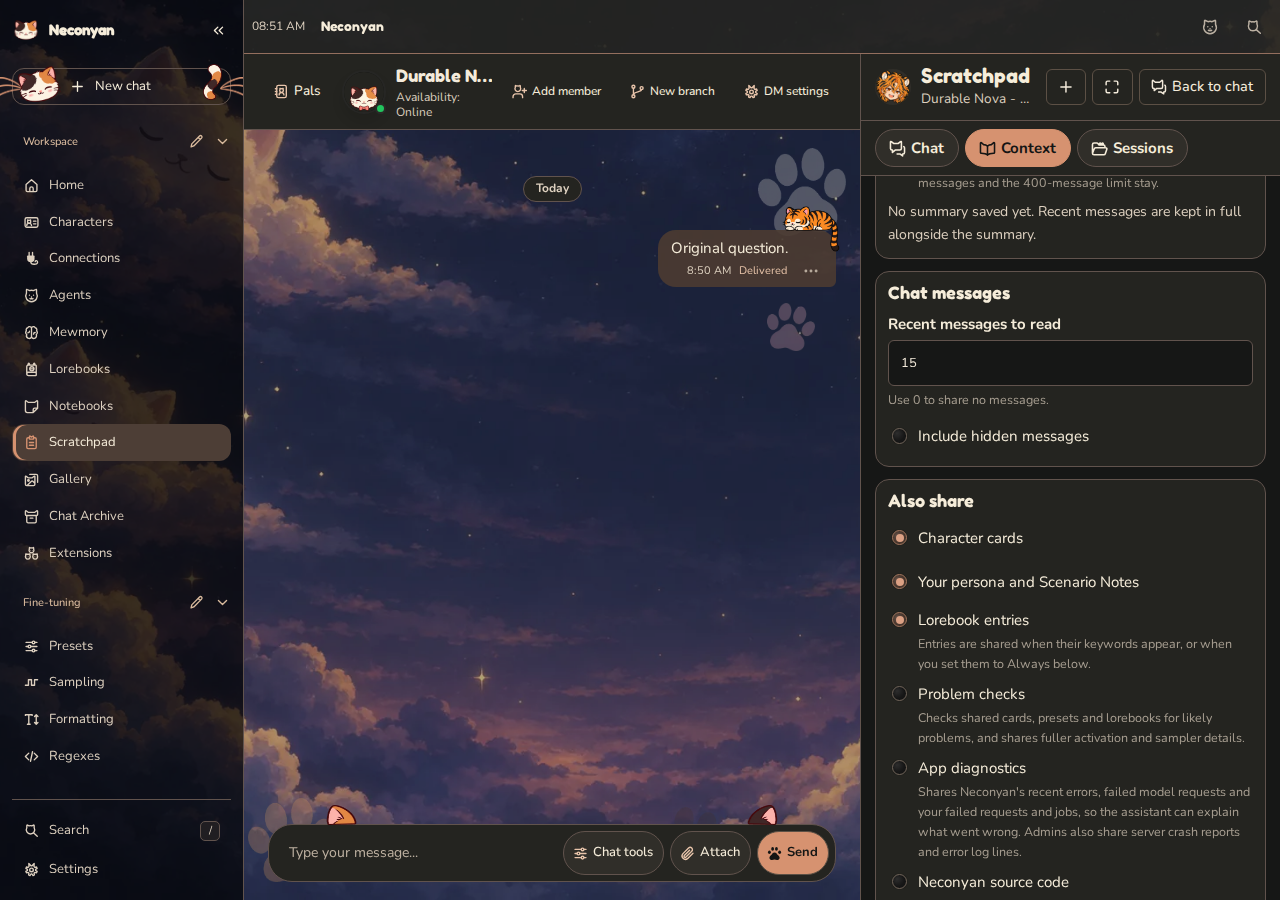 Neconyan
New chat
Workspace
Home
Characters
Connections
Agents
Mewmory
Lorebooks
Notebooks
Scratchpad
Gallery
Chat Archive
Extensions
Fine-tuning
Presets
Sampling
Formatting
Regexes
Search
/
Settings
08:51 AM
Neconyan
Pals
Durable N...
Availability:
Online
Add member
New branch
DM settings
Today
Original question.
8:50 AM Delivered
Type your message...
Chat tools
Attach
Send
Scratchpad
Durable Nova - ...
Back to chat
Chat
Context
Sessions
messages and the 400-message limit stay.
No summary saved yet. Recent messages are kept in full
alongside the summary.
Chat messages
Recent messages to read
15
Use 0 to share no messages.
Include hidden messages
Also share
Character cards
Your persona and Scenario Notes
Lorebook entries
Entries are shared when their keywords appear, or when
you set them to Always below.
Problem checks
Checks shared cards, presets and lorebooks for likely
problems, and shares fuller activation and sampler details.
App diagnostics
Shares Neconyan's recent errors, failed model requests and
your failed requests and jobs, so the assistant can explain
what went wrong. Admins also share server crash reports
and error log lines.
Neconyan source code